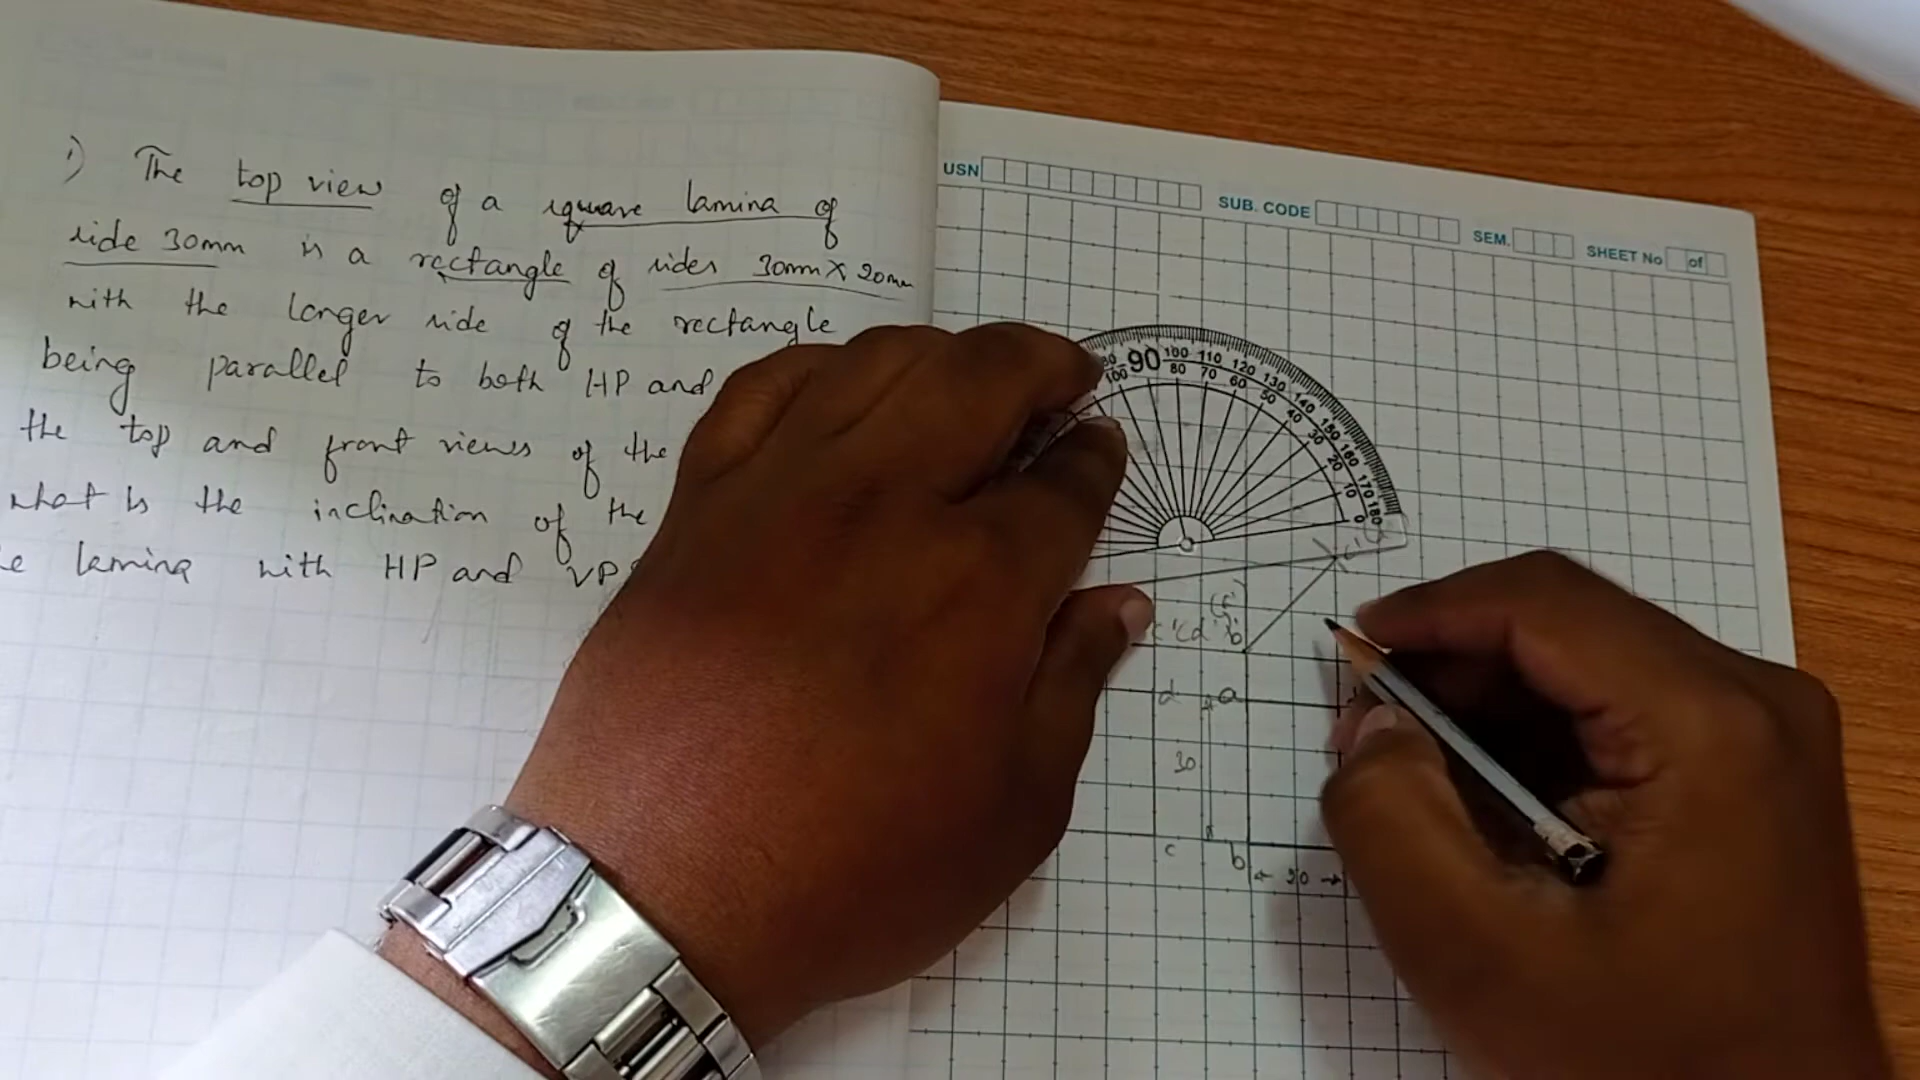 1) The top view of a square lamina of
side 30mm is a rectangle of sides 30mm X 20mm
with the longer side of the rectangle
being parallel to both HP and
the top and front views of the
what is the inclination of the
lamina with HP and VP
USN
SUB. CODE
SEM.
SHEET No of
90 100 110 120 130 140 150 160 170 180
100 80 70 60 50 40 30 20 10 0
c'
c'(d' b'
d a
30
c b
20